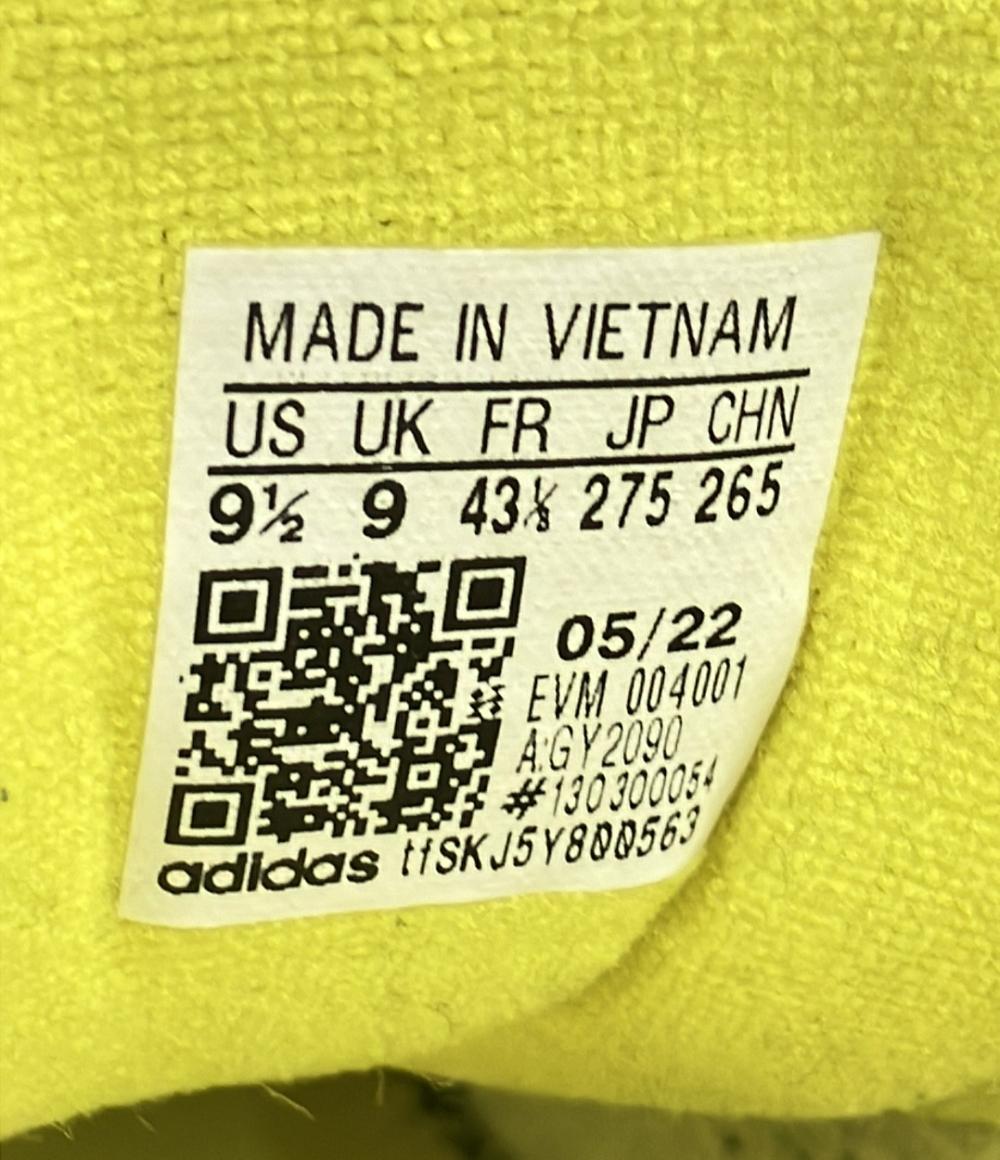 MADE IN VIETNAM
US UK FR JP CHN
9½ 9 43⅓ 275 265
05/22
EVM 004001
A:GY2090
#130300054
adidas ttSKJ5Y800563